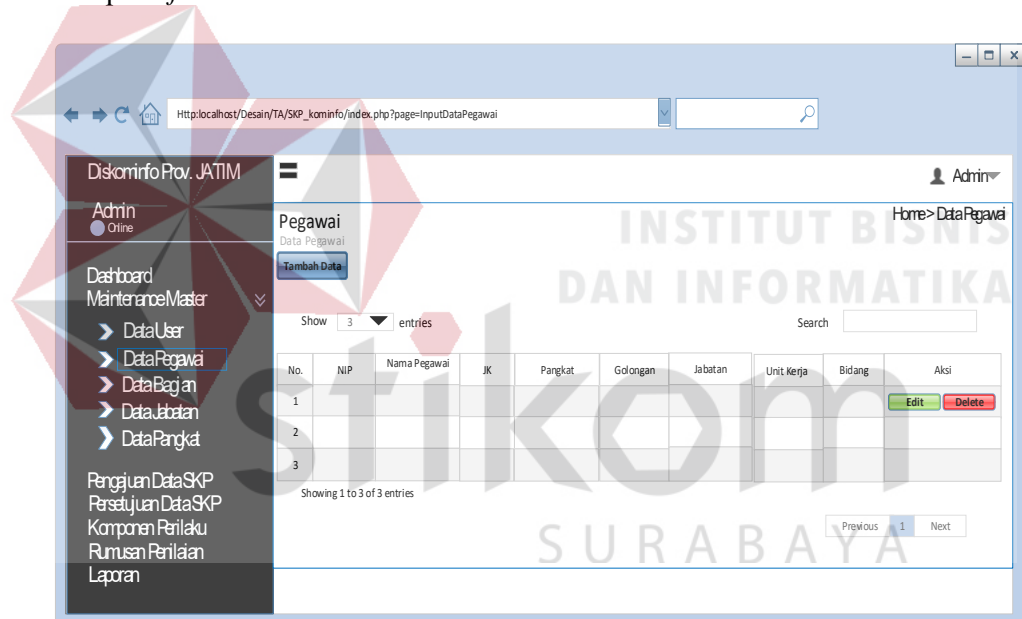 Http:localhost/Desain/TA/SKP_kominfo/index.php?page=InputDataPegawai
Diskominfo Prov. JATIM
Admin
Admin
Online
Home > Data Pegawai
Pegawai
Data Pegawai
Tambah Data
Dashboard
Maintenance Master
Data User
Data Pegawai
Data Bagian
Data Jabatan
Data Pangkat
Pengajuan Data SKP
Persetujuan Data SKP
Komponen Perilaku
Rumusan Penilaian
Laporan
Show 3 entries
Search
No. NIP Nama Pegawai JK Pangkat Golongan Jabatan Unit Kerja Bidang Aksi
1 Edit Delete
2
3
Showing 1 to 3 of 3 entries
Previous 1 Next
INSTITUT BISNIS
DAN INFORMATIKA
stikom
SURABAYA